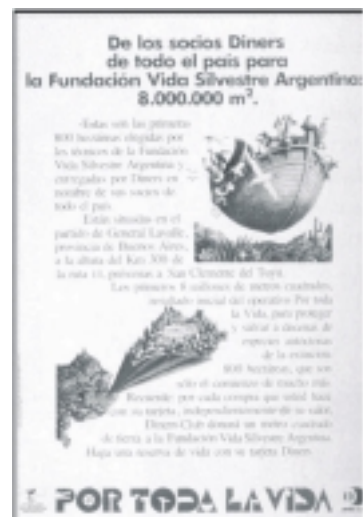 De los socios Diners
de todo el país para
la Fundación Vida Silvestre Argentina:
8.000.000 m².
«Estas son las primeras
800 hectáreas elegidas por
los técnicos de la Fundación
Vida Silvestre Argentina y
entregadas por Diners en
nombre de sus socios de
todo el país.
Están situadas en el
partido de General Lavalle,
provincia de Buenos Aires,
a la altura del Km 300 de
la ruta 11, próximas a San Clemente del Tuyú.
Los primeros 8 millones de metros cuadrados,
resultado inicial del operativo Por toda
la Vida, para proteger
y salvar a decenas de
especies autóctonas
de la
800 hectáreas, que son
sólo el comienzo de mucho más.
Recuerde: por cada compra que usted hace
con su tarjeta, independientemente de su valor,
Diners Club donará un metro cuadrado
de tierra a la Fundación Vida Silvestre Argentina.
Haga una reserva de vida con su tarjeta Diners.
POR TODA LA VIDA